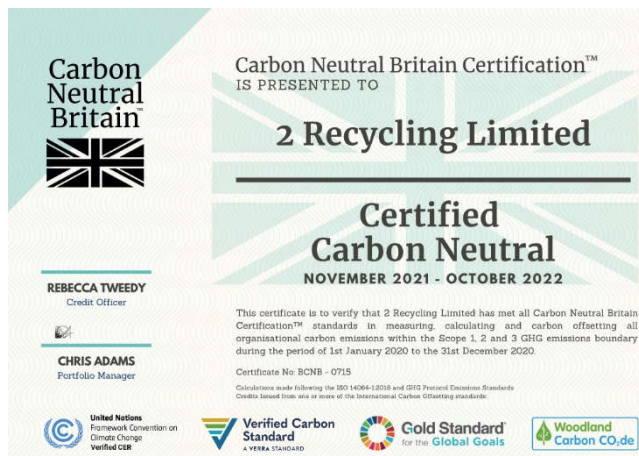 Carbon
Neutral
Britain™
Carbon Neutral Britain Certification™
IS PRESENTED TO
2 Recycling Limited
Certified
Carbon Neutral
NOVEMBER 2021 - OCTOBER 2022
REBECCA TWEEDY
Credit Officer
CHRIS ADAMS
Portfolio Manager
This certificate is to verify that 2 Recycling Limited has met all Carbon Neutral Britain
Certification™ standards in measuring, calculating and carbon offsetting all
organisational carbon emissions within the Scope 1, 2 and 3 GHG emissions boundary
during the period of 1st January 2020 to the 31st December 2020.
Certificate No: BCNB - 0715
Calculations made following the ISO 14064-1:2018 and GHG Protocol Emissions Standards
Credits Issued from one or more of the International Carbon Offsetting standards:
United Nations
Framework Convention on
Climate Change
Verified CER
Verified Carbon
Standard
A VERRA STANDARD
Gold Standard
for the Global Goals
Woodland
Carbon CO₂de